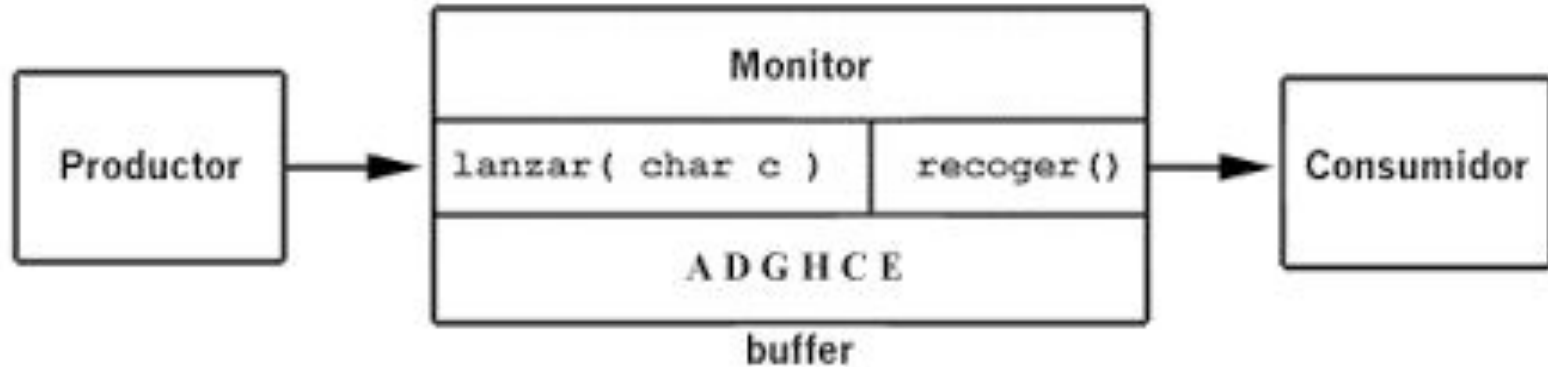 Monitor
Productor
lanzar( char c )
recoger()
Consumidor
A D G H C E
buffer